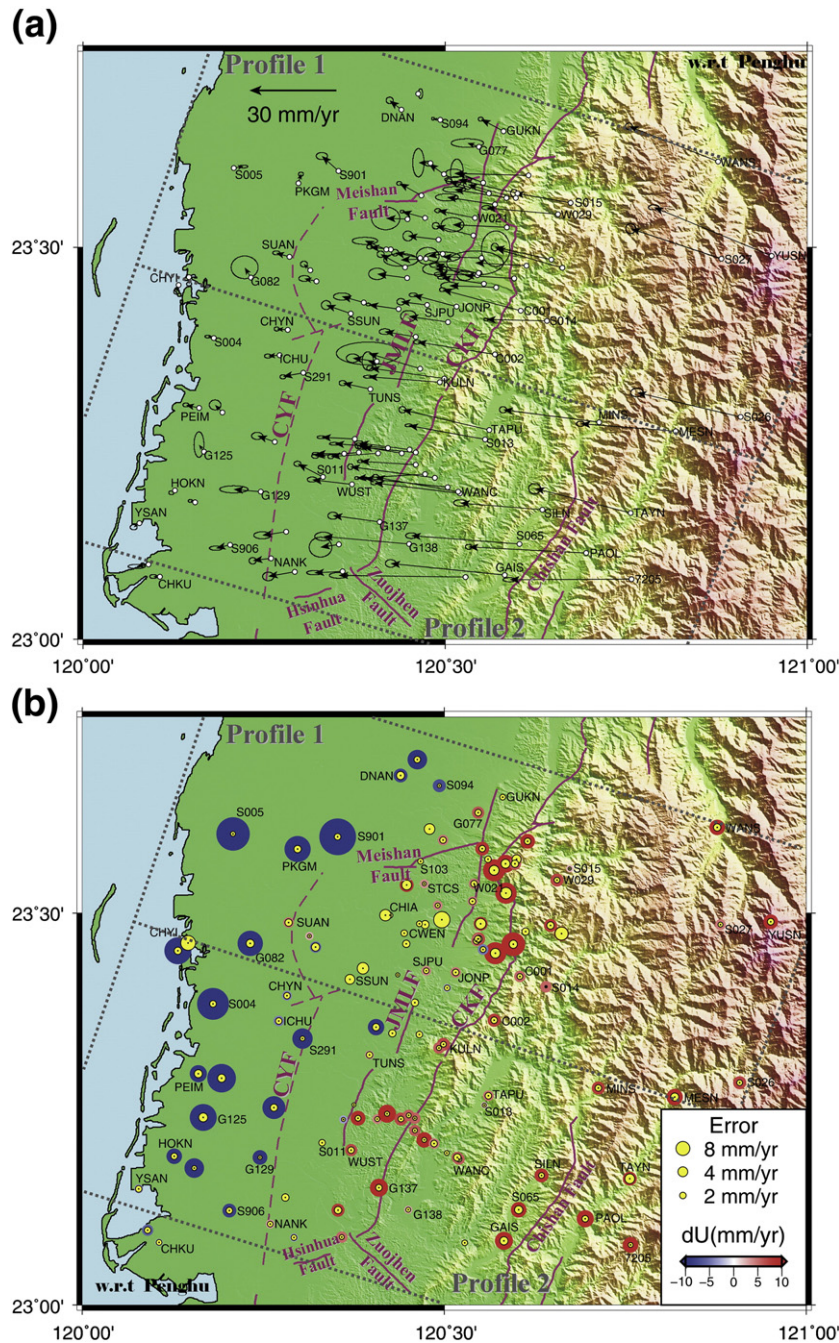 (a)
Profile 1
w.r.t Penghu
30 mm/yr
DNAN
S094
GUKN
G077
WANS
S005
S901
PKGM
Meishan
Fault
S015
W029
W021
23°30'
SUAN
YUSN
S027
G082
CHYI
JONP
C001
SJPU
SSUN
S014
CHYN
S004
JMLF
CKF
ICHU
C002
S291
KULN
TUNS
CYF
PEIM
MINS
S026
TAPU
MESN
S013
G125
S011
HOKN
WUST
WANC
G129
SILN
TAYN
YSAN
G137
Chishan Fault
S906
G138
S065
PAOL
NANK
GAIS
CHKU
7205
Hsinhua
Fault
Zuojhen
Fault
Profile 2
23°00'
120°00'
120°30'
121°00'
(b)
Profile 1
DNAN
S094
GUKN
S005
S901
G077
WANS
PKGM
Meishan
Fault
S103
S015
W029
STCS
W021
23°30'
CHIA
SUAN
S027
YUSN
CHYI
CWEN
G082
SJPU
JONP
C001
SSUN
S014
CHYN
S004
JMLF
CKF
ICHU
C002
S291
KULN
TUNS
CYF
PEIM
MINS
S026
TAPU
MESN
S013
G125
S011
HOKN
WUST
WANC
G129
SILN
TAYN
YSAN
G137
Chishan Fault
S906
G138
S065
PAOL
NANK
GAIS
CHKU
7205
Hsinhua
Fault
Zuojhen
Fault
w.r.t Penghu
Profile 2
Error
8 mm/yr
4 mm/yr
2 mm/yr
dU(mm/yr)
−10 −5 0 5 10
23°00'
120°00'
120°30'
121°00'